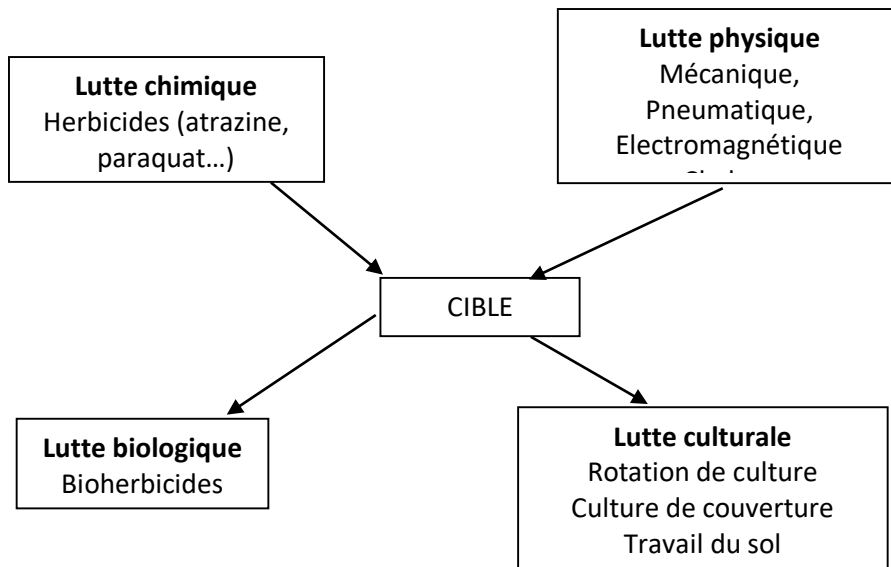 Lutte chimique
Herbicides (atrazine,
paraquat…)
Lutte physique
Mécanique,
Pneumatique,
Electromagnétique
CIBLE
Lutte biologique
Bioherbicides
Lutte culturale
Rotation de culture
Culture de couverture
Travail du sol